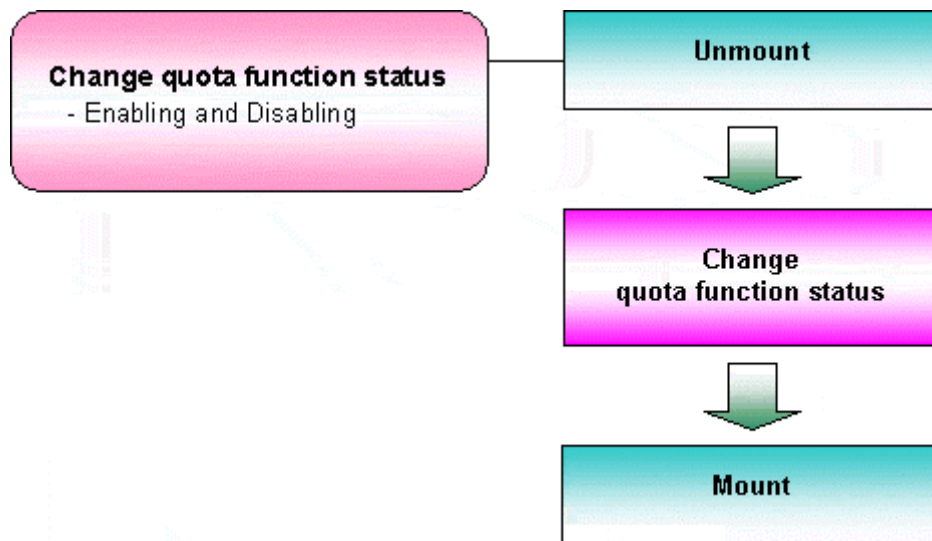 Change quota function status
- Enabling and Disabling
Unmount
Change
quota function status
Mount